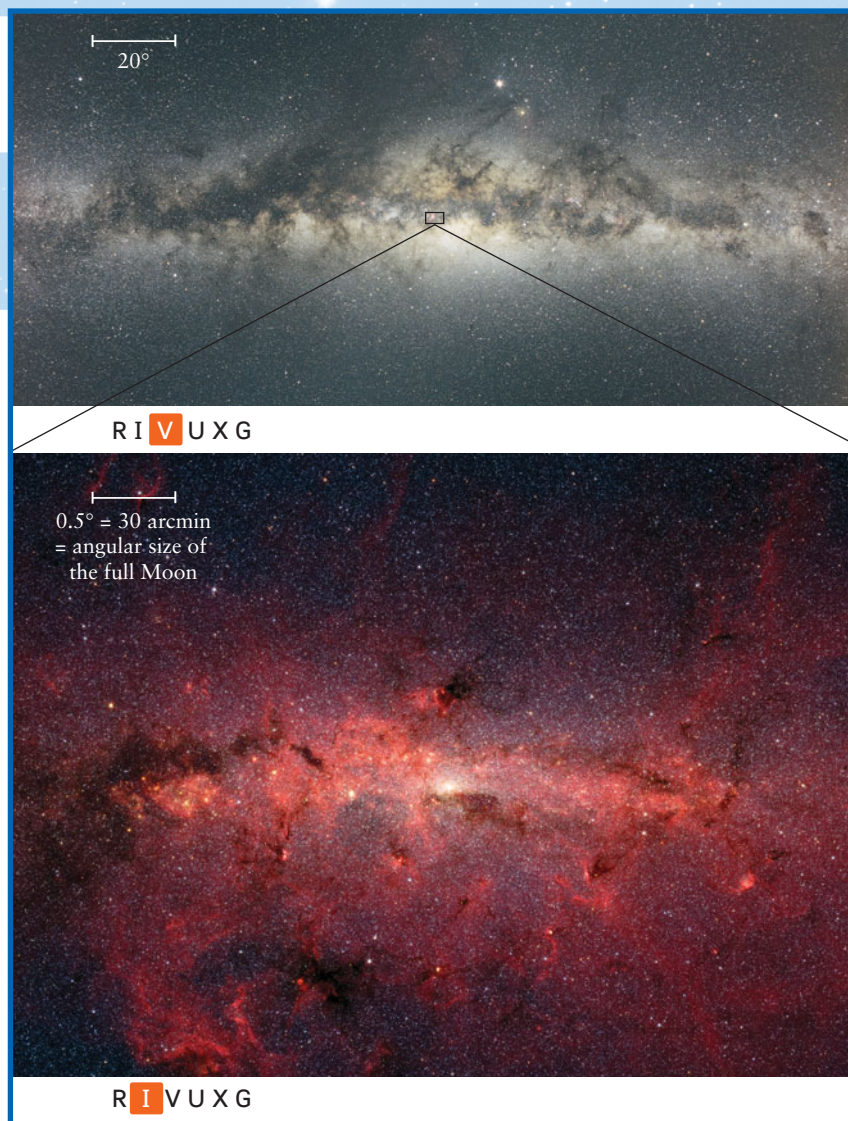 20°
R I V U X G
0.5° = 30 arcmin
= angular size of
the full Moon
R I V U X G